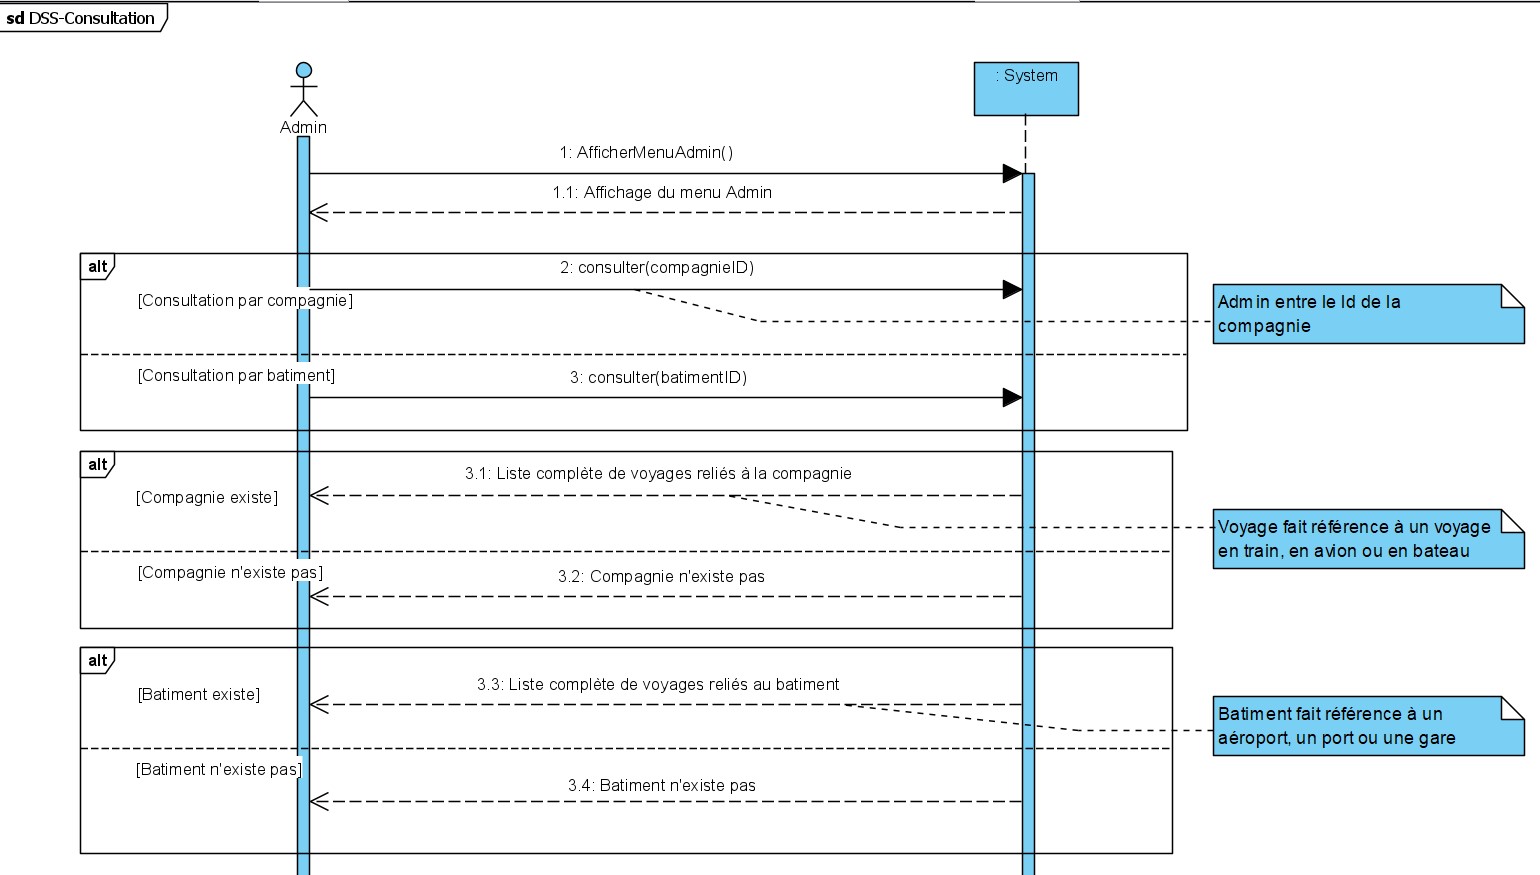 sd DSS-Consultation
: System
Admin
1: AfficherMenuAdmin()
1.1: Affichage du menu Admin
alt
2: consulter(compagnieID)
[Consultation par compagnie]
Admin entre le Id de la
compagnie
[Consultation par batiment]
3: consulter(batimentID)
alt
3.1: Liste complète de voyages reliés à la compagnie
[Compagnie existe]
Voyage fait référence à un voyage
en train, en avion ou en bateau
[Compagnie n'existe pas]
3.2: Compagnie n'existe pas
alt
3.3: Liste complète de voyages reliés au batiment
[Batiment existe]
Batiment fait référence à un
aéroport, un port ou une gare
[Batiment n'existe pas]
3.4: Batiment n'existe pas